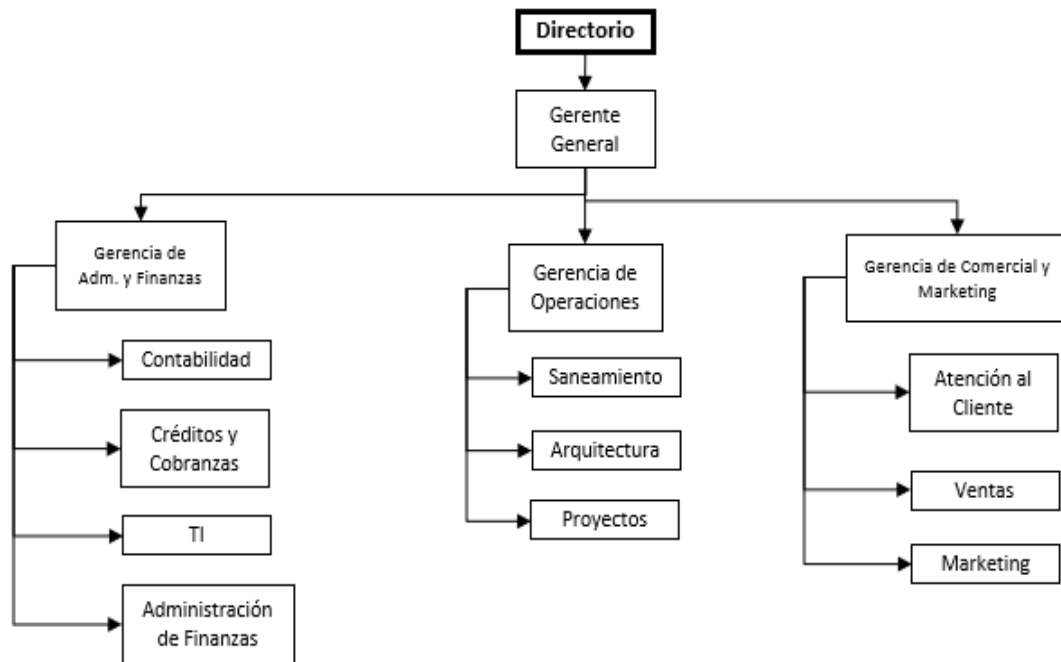 Directorio
Gerente
General
Gerencia de
Adm. y Finanzas
Contabilidad
Créditos y
Cobranzas
TI
Administración
de Finanzas
Gerencia de
Operaciones
Saneamiento
Arquitectura
Proyectos
Gerencia de Comercial y
Marketing
Atención al
Cliente
Ventas
Marketing